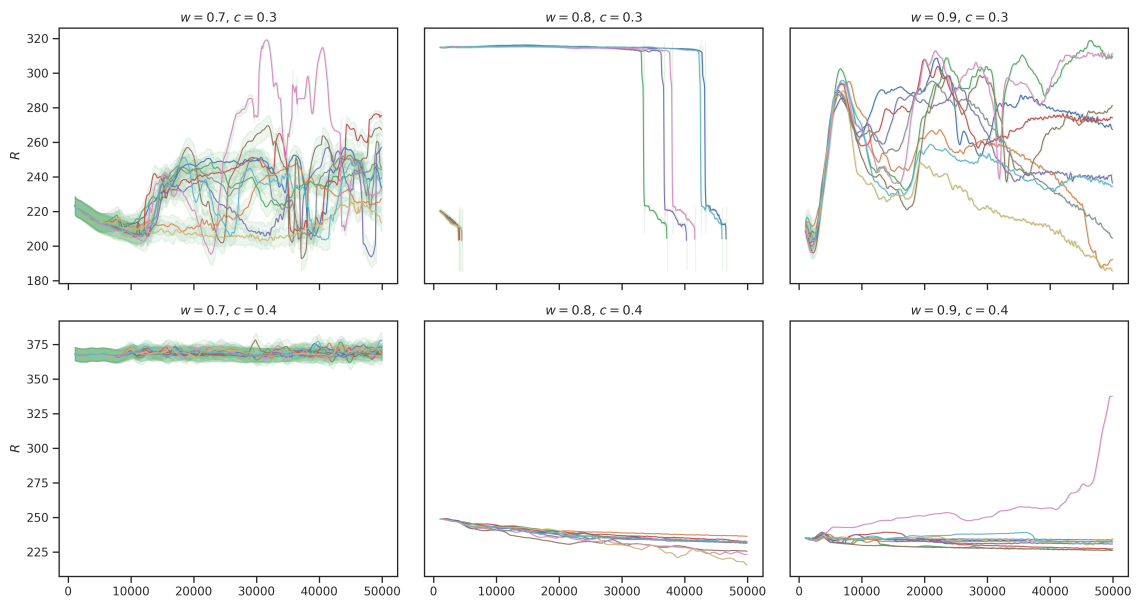 w = 0.7, c = 0.3
w = 0.8, c = 0.3
w = 0.9, c = 0.3
320
300
280
260
240
220
200
180
R
w = 0.7, c = 0.4
w = 0.8, c = 0.4
w = 0.9, c = 0.4
375
350
325
300
275
250
225
R
0 10000 20000 30000 40000 50000
0 10000 20000 30000 40000 50000
0 10000 20000 30000 40000 50000